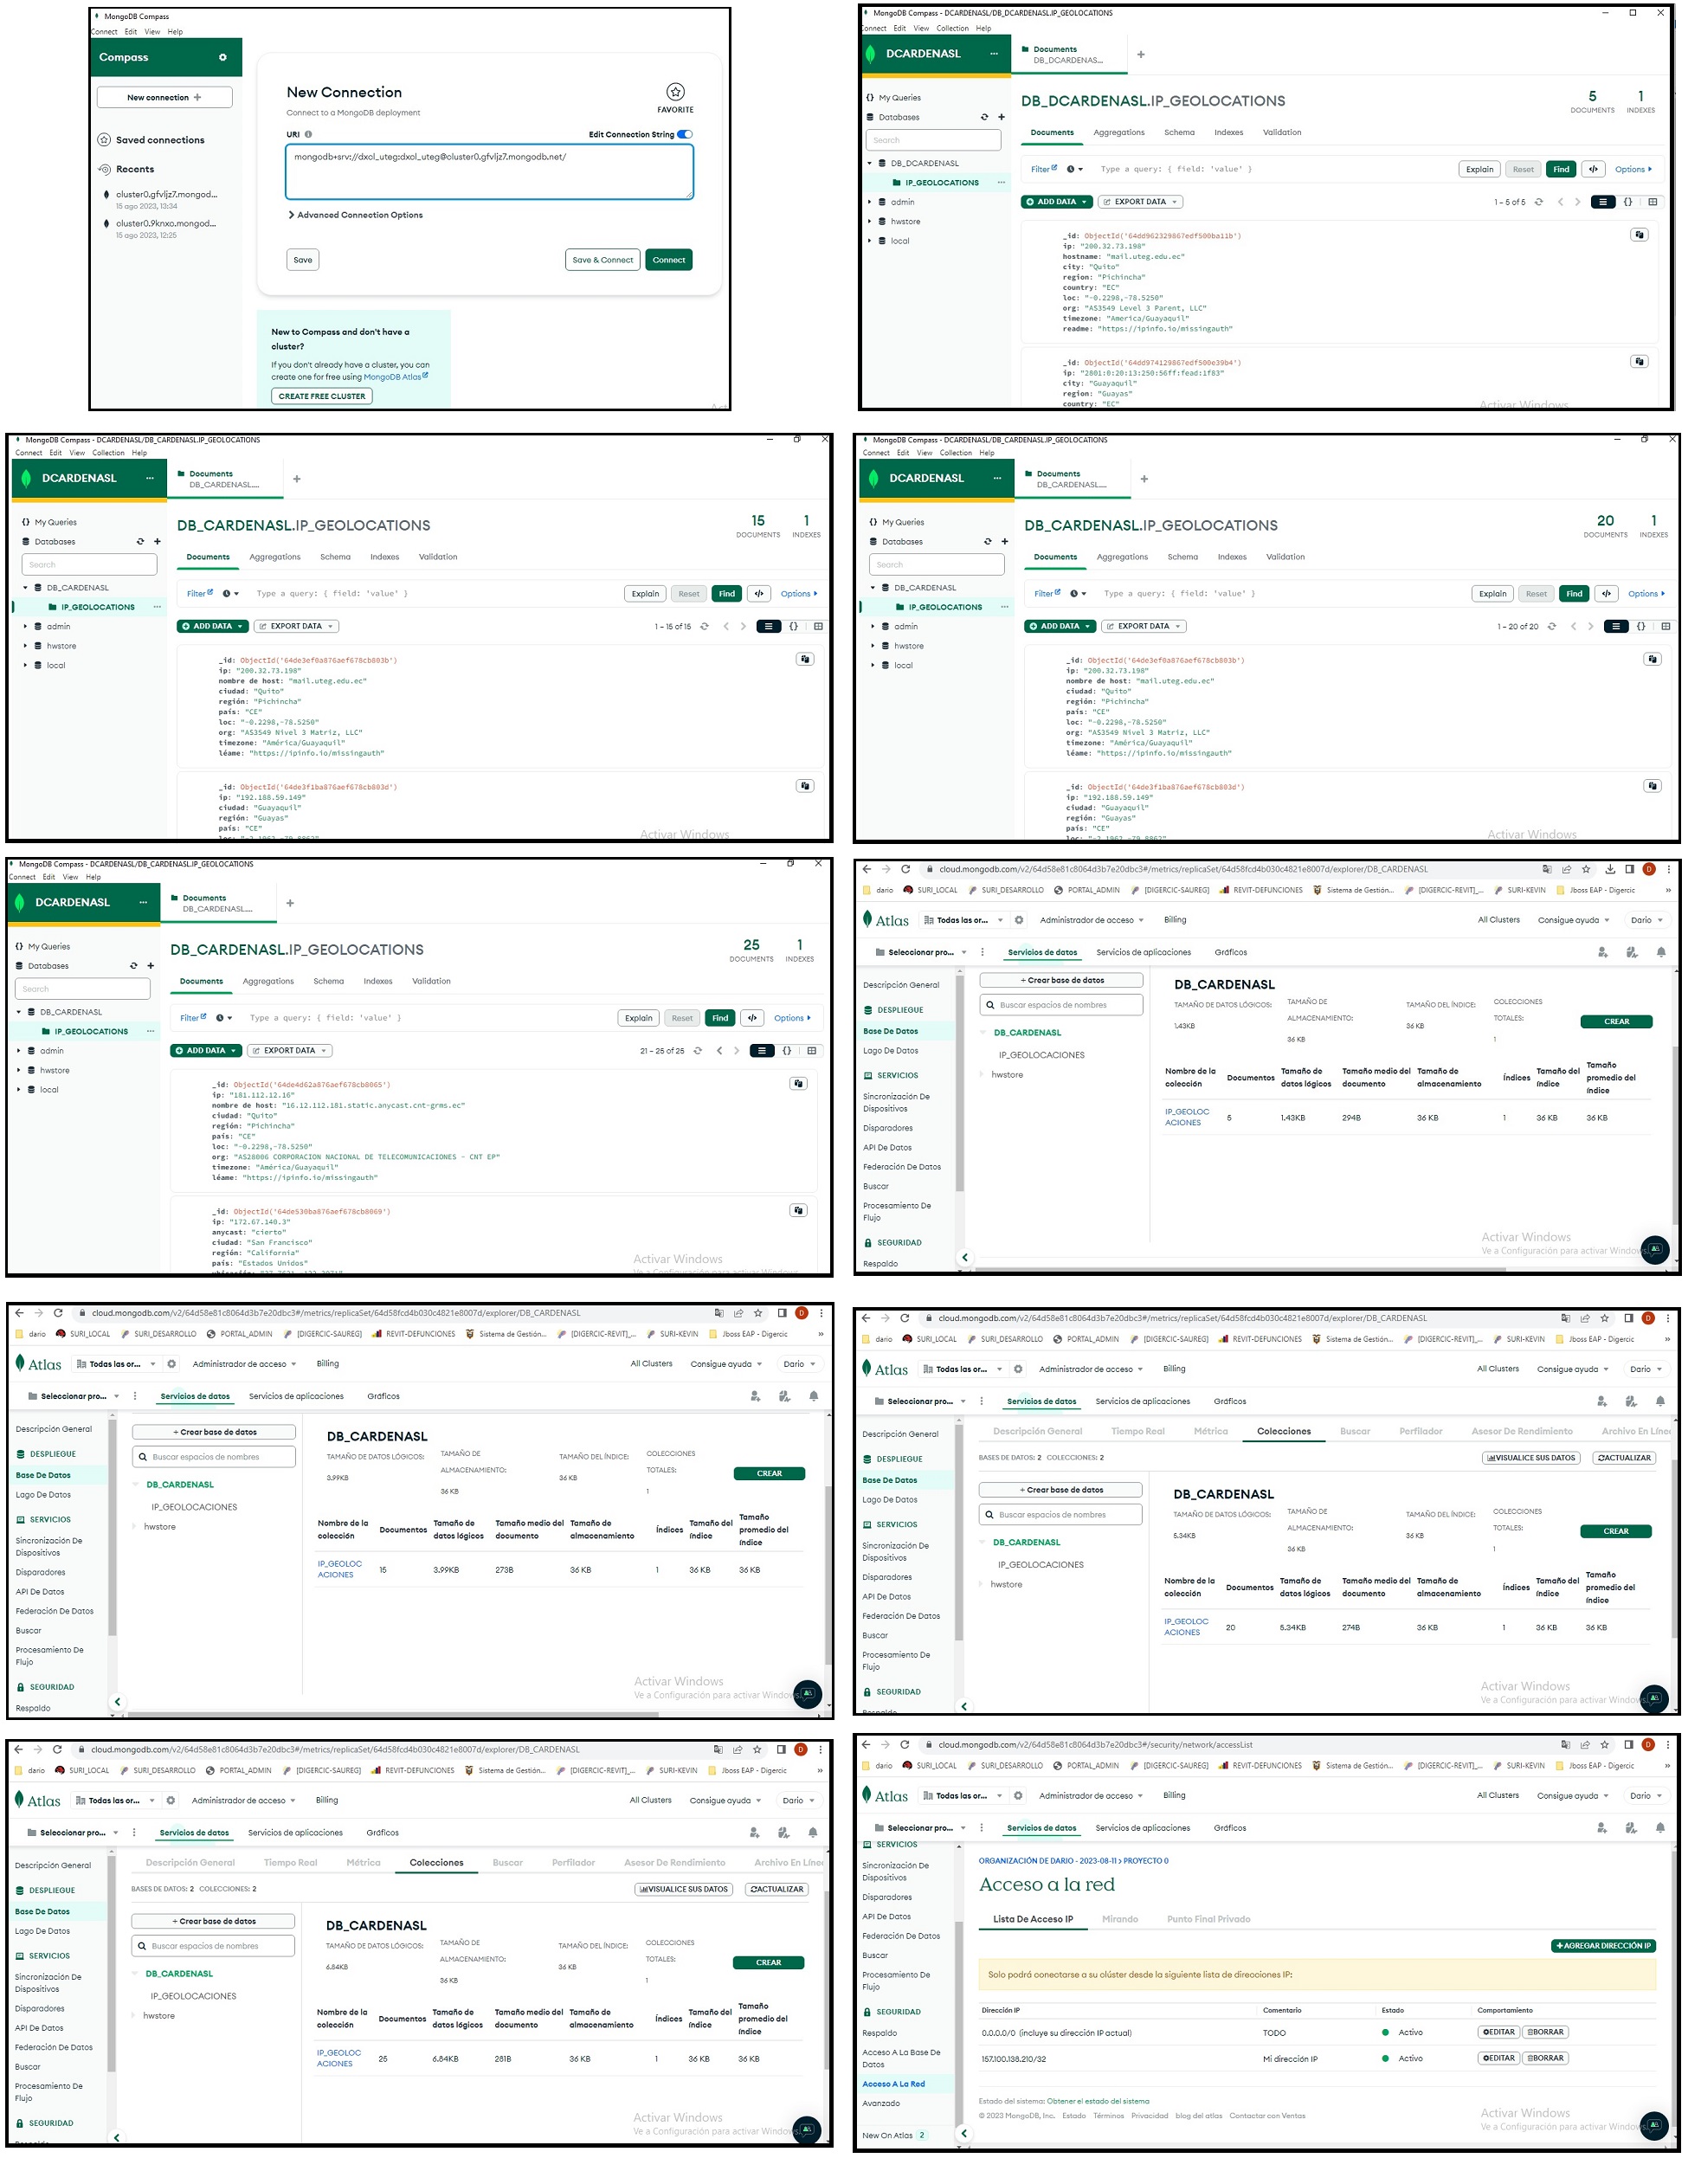 MongoDB Compass
Connect Edit View Help
Compass
New connection +
Saved connections
Recents
cluster0.gfvljz7.mongod...
15 ago 2023, 13:34
cluster0.9knxo.mongod...
15 ago 2023, 12:25
New Connection
Connect to a MongoDB deployment
FAVORITE
URI
Edit Connection String
mongodb+srv://dxcl_uteg:dxcl_uteg@cluster0.gfvljz7.mongodb.net/
Advanced Connection Options
Save
Save & Connect
Connect
New to Compass and don't have a
cluster?
If you don't already have a cluster, you can
create one for free using MongoDB Atlas
CREATE FREE CLUSTER
MongoDB Compass - DCARDENASL/DB_DCARDENASL.IP_GEOLOCATIONS
Connect Edit View Collection Help
DCARDENASL ...
Documents
DB_DCARDENAS...
My Queries
Databases
Search
DB_DCARDENASL
IP_GEOLOCATIONS
admin
hwstore
local
DB_DCARDENASL.IP_GEOLOCATIONS
5 DOCUMENTS
1 INDEXES
Documents Aggregations Schema Indexes Validation
Filter Type a query: { field: 'value' }
Explain Reset Find </> Options
ADD DATA EXPORT DATA
1 – 5 of 5
_id: ObjectId('64dd962329867edf500ba11b')
ip: "200.32.73.198"
hostname: "mail.uteg.edu.ec"
city: "Quito"
region: "Pichincha"
country: "EC"
loc: "-0.2298,-78.5250"
org: "AS3549 Level 3 Parent, LLC"
timezone: "America/Guayaquil"
readme: "https://ipinfo.io/missingauth"
_id: ObjectId('64dd974129867edf500e39b4')
ip: "2801:0:20:13:250:56ff:fead:1f83"
city: "Guayaquil"
region: "Guayas"
country: "EC"
Activar Windows
MongoDB Compass - DCARDENASL/DB_CARDENASL.IP_GEOLOCATIONS
Connect Edit View Collection Help
DCARDENASL ...
Documents
DB_CARDENASL....
My Queries
Databases
Search
DB_CARDENASL
IP_GEOLOCATIONS
admin
hwstore
local
DB_CARDENASL.IP_GEOLOCATIONS
15 DOCUMENTS
1 INDEXES
Documents Aggregations Schema Indexes Validation
Filter Type a query: { field: 'value' }
Explain Reset Find </> Options
ADD DATA EXPORT DATA
1 – 15 of 15
_id: ObjectId('64de3ef0a876aef678cb803b')
ip: "200.32.73.198"
nombre de host: "mail.uteg.edu.ec"
ciudad: "Quito"
región: "Pichincha"
país: "CE"
loc: "-0.2298,-78.5250"
org: "AS3549 Nivel 3 Matriz, LLC"
timezone: "América/Guayaquil"
léame: "https://ipinfo.io/missingauth"
_id: ObjectId('64de3f1ba876aef678cb803d')
ip: "192.188.59.149"
ciudad: "Guayaquil"
región: "Guayas"
país: "CE"
Activar Windows
MongoDB Compass - DCARDENASL/DB_CARDENASL.IP_GEOLOCATIONS
Connect Edit View Collection Help
DCARDENASL ...
Documents
DB_CARDENASL....
My Queries
Databases
Search
DB_CARDENASL
IP_GEOLOCATIONS
admin
hwstore
local
DB_CARDENASL.IP_GEOLOCATIONS
20 DOCUMENTS
1 INDEXES
Documents Aggregations Schema Indexes Validation
Filter Type a query: { field: 'value' }
Explain Reset Find </> Options
ADD DATA EXPORT DATA
1 – 20 of 20
_id: ObjectId('64de3ef0a876aef678cb803b')
ip: "200.32.73.198"
nombre de host: "mail.uteg.edu.ec"
ciudad: "Quito"
región: "Pichincha"
país: "CE"
loc: "-0.2298,-78.5250"
org: "AS3549 Nivel 3 Matriz, LLC"
timezone: "América/Guayaquil"
léame: "https://ipinfo.io/missingauth"
_id: ObjectId('64de3f1ba876aef678cb803d')
ip: "192.188.59.149"
ciudad: "Guayaquil"
región: "Guayas"
país: "CE"
Activar Windows
MongoDB Compass - DCARDENASL/DB_CARDENASL.IP_GEOLOCATIONS
Connect Edit View Help
DCARDENASL ...
Documents
DB_CARDENASL....
My Queries
Databases
Search
DB_CARDENASL
IP_GEOLOCATIONS
admin
hwstore
local
DB_CARDENASL.IP_GEOLOCATIONS
25 DOCUMENTS
1 INDEXES
Documents Aggregations Schema Indexes Validation
Filter Type a query: { field: 'value' }
Explain Reset Find </> Options
ADD DATA EXPORT DATA
21 – 25 of 25
_id: ObjectId('64de4d62a876aef678cb8065')
ip: "181.112.12.16"
nombre de host: "16.12.112.181.static.anycast.cnt-grms.ec"
ciudad: "Quito"
región: "Pichincha"
país: "CE"
loc: "-0.2298,-78.5250"
org: "AS28006 CORPORACION NACIONAL DE TELECOMUNICACIONES - CNT EP"
timezone: "América/Guayaquil"
léame: "https://ipinfo.io/missingauth"
_id: ObjectId('64de530ba876aef678cb8069')
ip: "172.67.140.3"
anycast: "cierto"
ciudad: "San Francisco"
región: "California"
país: "Estados Unidos"
Activar Windows
cloud.mongodb.com/v2/64d58e81c8064d3b7e20dbc3#/metrics/replicaSet/64d58fcd4b030c4821e8007d/explorer/DB_CARDENASL
dario SURI_LOCAL SURI_DESARROLLO PORTAL_ADMIN [DIGERCIC-SAUREG] REVIT-DEFUNCIONES Sistema de Gestión... [DIGERCIC-REVIT]_... SURI-KEVIN Jboss EAP - Digercic
Atlas Todas las or... Administrador de acceso Billing All Clusters Consigue ayuda Dario
Seleccionar pro... Servicios de datos Servicios de aplicaciones Gráficos
Descripción General
DESPLIEGUE
Base De Datos
Lago De Datos
SERVICIOS
Sincronización De
Dispositivos
Disparadores
API De Datos
Federación De Datos
Buscar
Procesamiento De
Flujo
SEGURIDAD
Respaldo
+ Crear base de datos
Buscar espacios de nombres
DB_CARDENASL
IP_GEOLOCACIONES
hwstore
DB_CARDENASL
TAMAÑO DE DATOS LÓGICOS: 1.43KB
TAMAÑO DE ALMACENAMIENTO: 36 KB
TAMAÑO DEL ÍNDICE: 36 KB
COLECCIONES TOTALES: 1
CREAR
Nombre de la colección Documentos Tamaño de datos lógicos Tamaño medio del documento Tamaño de almacenamiento Índices Tamaño del índice Tamaño promedio del índice
IP_GEOLOCACIONES 5 1.43KB 294B 36 KB 1 36 KB 36 KB
Activar Windows
Ve a Configuración para activar Windows
cloud.mongodb.com/v2/64d58e81c8064d3b7e20dbc3#/metrics/replicaSet/64d58fcd4b030c4821e8007d/explorer/DB_CARDENASL
dario SURI_LOCAL SURI_DESARROLLO PORTAL_ADMIN [DIGERCIC-SAUREG] REVIT-DEFUNCIONES Sistema de Gestión... [DIGERCIC-REVIT]_... SURI-KEVIN Jboss EAP - Digercic
Atlas Todas las or... Administrador de acceso Billing All Clusters Consigue ayuda Dario
Seleccionar pro... Servicios de datos Servicios de aplicaciones Gráficos
Descripción General
DESPLIEGUE
Base De Datos
Lago De Datos
SERVICIOS
Sincronización De
Dispositivos
Disparadores
API De Datos
Federación De Datos
Buscar
Procesamiento De
Flujo
SEGURIDAD
Respaldo
+ Crear base de datos
Buscar espacios de nombres
DB_CARDENASL
IP_GEOLOCACIONES
hwstore
DB_CARDENASL
TAMAÑO DE DATOS LÓGICOS: 3.99KB
TAMAÑO DE ALMACENAMIENTO: 36 KB
TAMAÑO DEL ÍNDICE: 36 KB
COLECCIONES TOTALES: 1
CREAR
Nombre de la colección Documentos Tamaño de datos lógicos Tamaño medio del documento Tamaño de almacenamiento Índices Tamaño del índice Tamaño promedio del índice
IP_GEOLOCACIONES 15 3.99KB 273B 36 KB 1 36 KB 36 KB
Activar Windows
Ve a Configuración para activar Windows
cloud.mongodb.com/v2/64d58e81c8064d3b7e20dbc3#/metrics/replicaSet/64d58fcd4b030c4821e8007d/explorer/DB_CARDENASL
dario SURI_LOCAL SURI_DESARROLLO PORTAL_ADMIN [DIGERCIC-SAUREG] REVIT-DEFUNCIONES Sistema de Gestión... [DIGERCIC-REVIT]_... SURI-KEVIN Jboss EAP - Digercic
Atlas Todas las or... Administrador de acceso Billing All Clusters Consigue ayuda Dario
Seleccionar pro... Servicios de datos Servicios de aplicaciones Gráficos
Descripción General
DESPLIEGUE
Base De Datos
Lago De Datos
SERVICIOS
Sincronización De
Dispositivos
Disparadores
API De Datos
Federación De Datos
Buscar
Procesamiento De
Flujo
SEGURIDAD
Descripción General Tiempo Real Métrica Colecciones Buscar Perfilador Asesor De Rendimiento Archivo En Línea
BASES DE DATOS: 2 COLECCIONES: 2
VISUALICE SUS DATOS ACTUALIZAR
+ Crear base de datos
Buscar espacios de nombres
DB_CARDENASL
IP_GEOLOCACIONES
hwstore
DB_CARDENASL
TAMAÑO DE DATOS LÓGICOS: 5.34KB
TAMAÑO DE ALMACENAMIENTO: 36 KB
TAMAÑO DEL ÍNDICE: 36 KB
COLECCIONES TOTALES: 1
CREAR
Nombre de la colección Documentos Tamaño de datos lógicos Tamaño medio del documento Tamaño de almacenamiento Índices Tamaño del índice Tamaño promedio del índice
IP_GEOLOCACIONES 20 5.34KB 274B 36 KB 1 36 KB 36 KB
Activar Windows
Ve a Configuración para activar Windows
cloud.mongodb.com/v2/64d58e81c8064d3b7e20dbc3#/metrics/replicaSet/64d58fcd4b030c4821e8007d/explorer/DB_CARDENASL
dario SURI_LOCAL SURI_DESARROLLO PORTAL_ADMIN [DIGERCIC-SAUREG] REVIT-DEFUNCIONES Sistema de Gestión... [DIGERCIC-REVIT]_... SURI-KEVIN Jboss EAP - Digercic
Atlas Todas las or... Administrador de acceso Billing All Clusters Consigue ayuda Dario
Seleccionar pro... Servicios de datos Servicios de aplicaciones Gráficos
Descripción General
DESPLIEGUE
Base De Datos
Lago De Datos
SERVICIOS
Sincronización De
Dispositivos
Disparadores
API De Datos
Federación De Datos
Buscar
Procesamiento De
Flujo
SEGURIDAD
Descripción General Tiempo Real Métrica Colecciones Buscar Perfilador Asesor De Rendimiento Archivo En Línea
BASES DE DATOS: 2 COLECCIONES: 2
VISUALICE SUS DATOS ACTUALIZAR
+ Crear base de datos
Buscar espacios de nombres
DB_CARDENASL
IP_GEOLOCACIONES
hwstore
DB_CARDENASL
TAMAÑO DE DATOS LÓGICOS: 6.84KB
TAMAÑO DE ALMACENAMIENTO: 36 KB
TAMAÑO DEL ÍNDICE: 36 KB
COLECCIONES TOTALES: 1
CREAR
Nombre de la colección Documentos Tamaño de datos lógicos Tamaño medio del documento Tamaño de almacenamiento Índices Tamaño del índice Tamaño promedio del índice
IP_GEOLOCACIONES 25 6.84KB 281B 36 KB 1 36 KB 36 KB
Activar Windows
Ve a Configuración para activar Windows
cloud.mongodb.com/v2/64d58e81c8064d3b7e20dbc3#/security/network/accessList
dario SURI_LOCAL SURI_DESARROLLO PORTAL_ADMIN [DIGERCIC-SAUREG] REVIT-DEFUNCIONES Sistema de Gestión... [DIGERCIC-REVIT]_... SURI-KEVIN Jboss EAP - Digercic
Atlas Todas las or... Administrador de acceso Billing All Clusters Consigue ayuda Dario
Seleccionar pro... Servicios de datos Servicios de aplicaciones Gráficos
SERVICIOS
Sincronización De
Dispositivos
Disparadores
API De Datos
Federación De Datos
Buscar
Procesamiento De
Flujo
SEGURIDAD
Respaldo
Acceso A La Base De
Datos
Acceso A La Red
Avanzado
New On Atlas 2
ORGANIZACIÓN DE DARIO - 2023-08-11 > PROYECTO 0
Acceso a la red
Lista De Acceso IP Mirando Punto Final Privado
+ AGREGAR DIRECCIÓN IP
Solo podrá conectarse a su clúster desde la siguiente lista de direcciones IP:
Dirección IP Comentario Estado Comportamiento
0.0.0.0/0 (incluye su dirección IP actual) TODO Activo EDITAR BORRAR
157.100.138.210/32 Mi dirección IP Activo EDITAR BORRAR
Estado del sistema: Obtener el estado del sistema
© 2023 MongoDB, Inc. Estado Términos Privacidad blog del atlas Contactar con Ventas
Activar Windows
Ve a Configuración para activar Windows